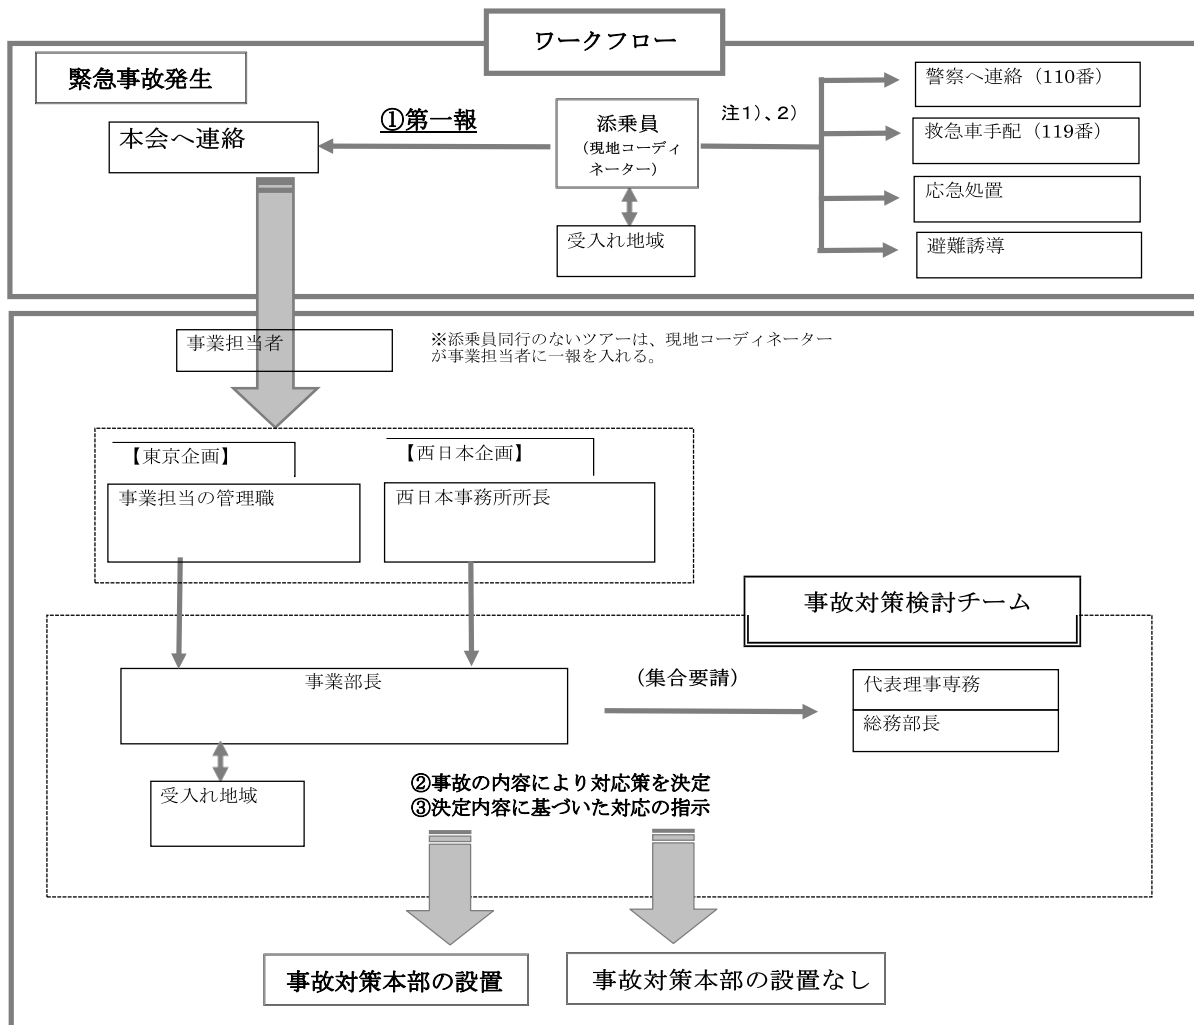 ワークフロー
緊急事故発生
本会へ連絡
①第一報
添乗員
（現地コーディ
ネーター）
受入れ地域
注1）、2）
警察へ連絡（110番）
救急車手配（119番）
応急処置
避難誘導
事業担当者
※添乗員同行のないツアーは、現地コーディネーター
が事業担当者に一報を入れる。
【東京企画】
事業担当の管理職
【西日本企画】
西日本事務所所長
事故対策検討チーム
事業部長
（集合要請）
代表理事専務
総務部長
受入れ地域
②事故の内容により対応策を決定
③決定内容に基づいた対応の指示
事故対策本部の設置
事故対策本部の設置なし